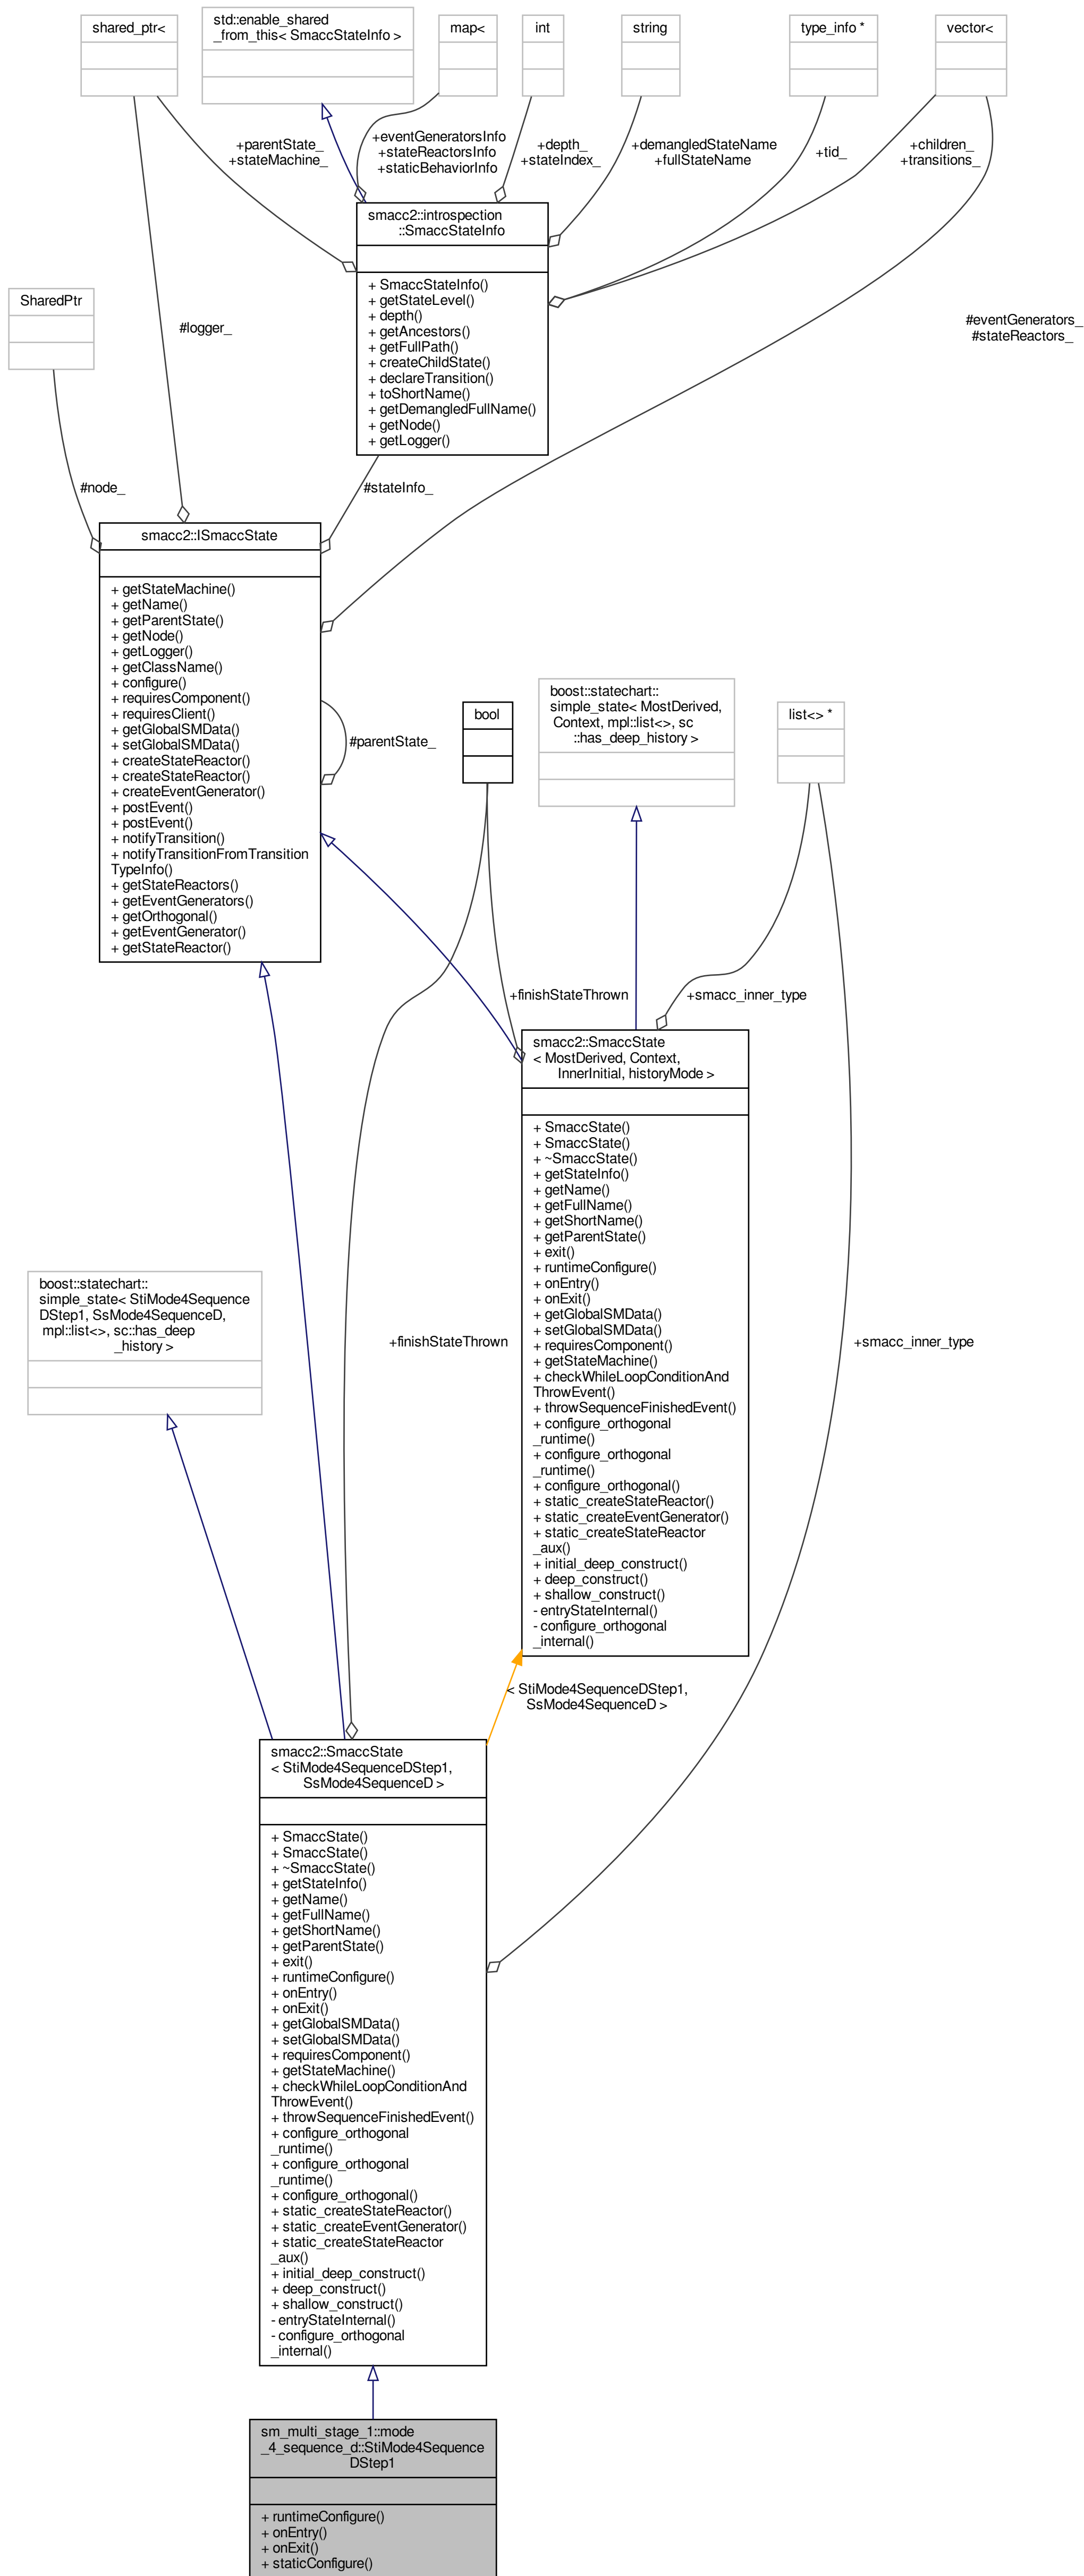 shared_ptr<
std::enable_shared
_from_this< SmaccStateInfo >
map<
int
string
type_info *
vector<
+parentState_
+stateMachine_
+eventGeneratorsInfo
+stateReactorsInfo
+staticBehaviorInfo
+depth_
+stateIndex_
+demangledStateName
+fullStateName
+tid_
+children_
+transitions_
smacc2::introspection
::SmaccStateInfo
+ SmaccStateInfo()
+ getStateLevel()
+ depth()
+ getAncestors()
+ getFullPath()
+ createChildState()
+ declareTransition()
+ toShortName()
+ getDemangledFullName()
+ getNode()
+ getLogger()
SharedPtr
#logger_
#eventGenerators_
#stateReactors_
#node_
#stateInfo_
smacc2::ISmaccState
+ getStateMachine()
+ getName()
+ getParentState()
+ getNode()
+ getLogger()
+ getClassName()
+ configure()
+ requiresComponent()
+ requiresClient()
+ getGlobalSMData()
+ setGlobalSMData()
+ createStateReactor()
+ createStateReactor()
+ createEventGenerator()
+ postEvent()
+ postEvent()
+ notifyTransition()
+ notifyTransitionFromTransition
TypeInfo()
+ getStateReactors()
+ getEventGenerators()
+ getOrthogonal()
+ getEventGenerator()
+ getStateReactor()
#parentState_
bool
boost::statechart::
simple_state< MostDerived,
Context, mpl::list<>, sc
::has_deep_history >
list<> *
+finishStateThrown
+smacc_inner_type
smacc2::SmaccState
< MostDerived, Context,
InnerInitial, historyMode >
+ SmaccState()
+ SmaccState()
+ ~SmaccState()
+ getStateInfo()
+ getName()
+ getFullName()
+ getShortName()
+ getParentState()
+ exit()
+ runtimeConfigure()
+ onEntry()
+ onExit()
+ getGlobalSMData()
+ setGlobalSMData()
+ requiresComponent()
+ getStateMachine()
+ checkWhileLoopConditionAnd
ThrowEvent()
+ throwSequenceFinishedEvent()
+ configure_orthogonal
_runtime()
+ configure_orthogonal
_runtime()
+ configure_orthogonal()
+ static_createStateReactor()
+ static_createEventGenerator()
+ static_createStateReactor
_aux()
+ initial_deep_construct()
+ deep_construct()
+ shallow_construct()
- entryStateInternal()
- configure_orthogonal
_internal()
boost::statechart::
simple_state< StiMode4Sequence
DStep1, SsMode4SequenceD,
mpl::list<>, sc::has_deep
_history >
+finishStateThrown
+smacc_inner_type
< StiMode4SequenceDStep1,
SsMode4SequenceD >
smacc2::SmaccState
< StiMode4SequenceDStep1,
SsMode4SequenceD >
+ SmaccState()
+ SmaccState()
+ ~SmaccState()
+ getStateInfo()
+ getName()
+ getFullName()
+ getShortName()
+ getParentState()
+ exit()
+ runtimeConfigure()
+ onEntry()
+ onExit()
+ getGlobalSMData()
+ setGlobalSMData()
+ requiresComponent()
+ getStateMachine()
+ checkWhileLoopConditionAnd
ThrowEvent()
+ throwSequenceFinishedEvent()
+ configure_orthogonal
_runtime()
+ configure_orthogonal
_runtime()
+ configure_orthogonal()
+ static_createStateReactor()
+ static_createEventGenerator()
+ static_createStateReactor
_aux()
+ initial_deep_construct()
+ deep_construct()
+ shallow_construct()
- entryStateInternal()
- configure_orthogonal
_internal()
sm_multi_stage_1::mode
_4_sequence_d::StiMode4Sequence
DStep1
+ runtimeConfigure()
+ onEntry()
+ onExit()
+ staticConfigure()